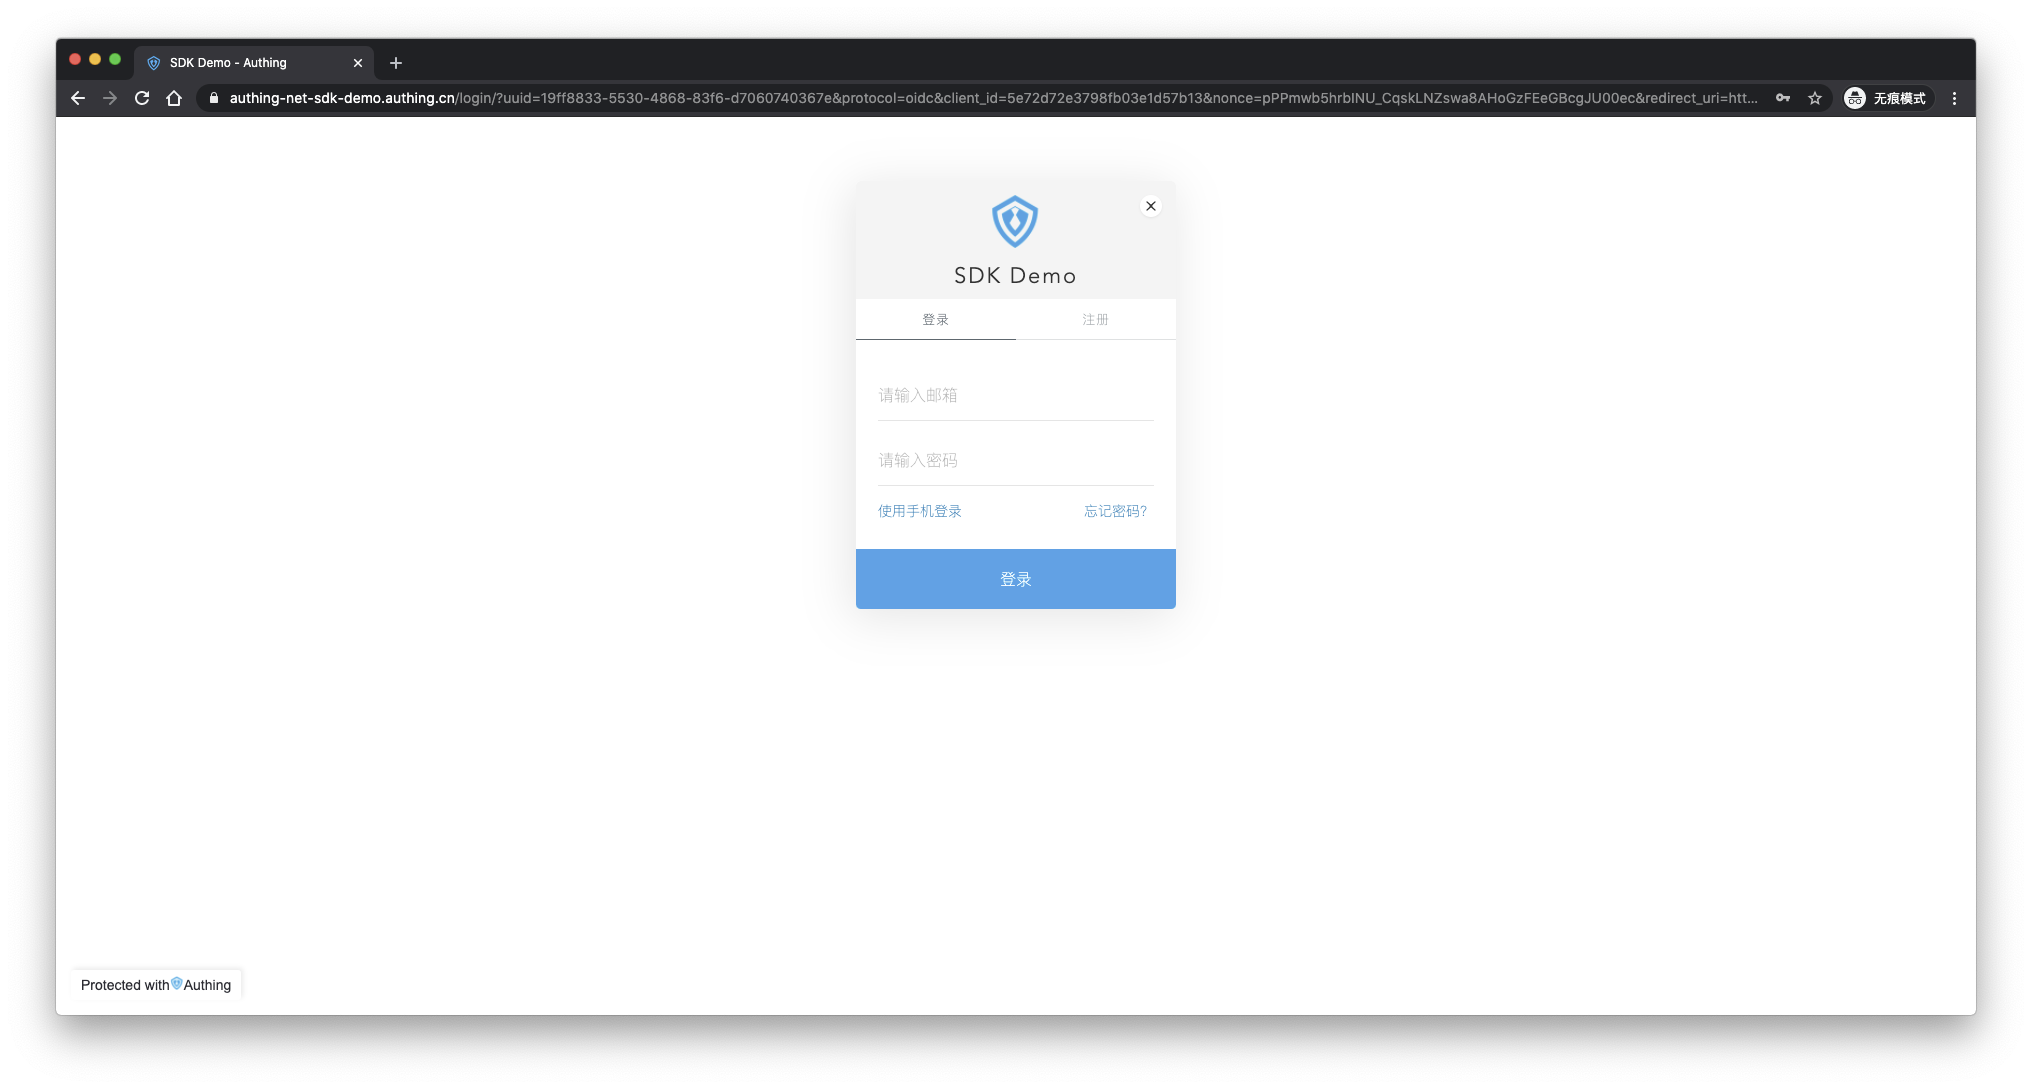 SDK Demo - Authing
authing-net-sdk-demo.authing.cn/login/?uuid=19ff8833-5530-4868-83f6-d7060740367e&protocol=oidc&client_id=5e72d72e3798fb03e1d57b13&nonce=pPPmwb5hrbINU_CqskLNZswa8AHoGzFEeGBcgJU00ec&redirect_uri=htt...
无痕模式
SDK Demo
登录
注册
请输入邮箱
请输入密码
使用手机登录
忘记密码?
登录
Protected with Authing